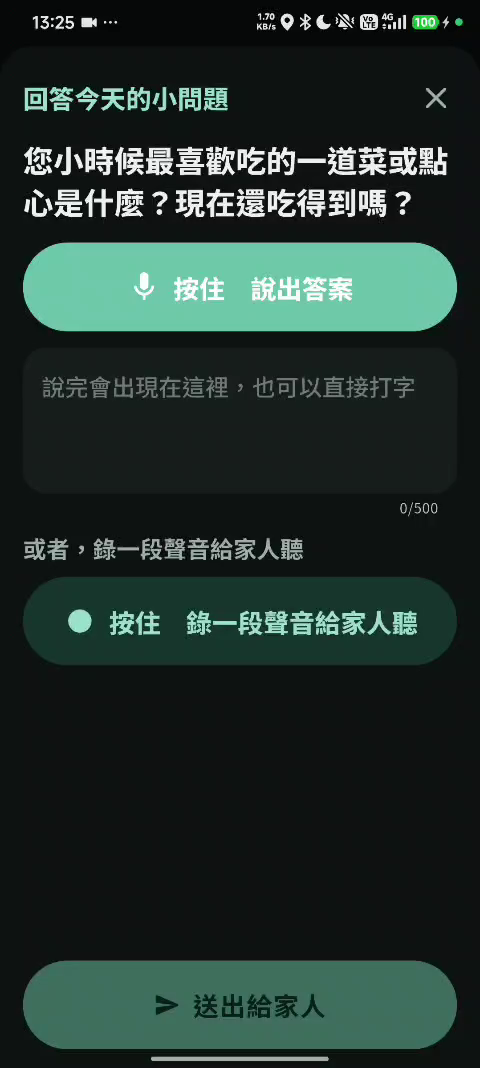 13:25
1.70
KB/s
Vo
LTE
4G
100
回答今天的小問題
您小時候最喜歡吃的一道菜或點
心是什麼？現在還吃得到嗎？
按住　說出答案
說完會出現在這裡，也可以直接打字
0/500
或者，錄一段聲音給家人聽
按住　錄一段聲音給家人聽
送出給家人